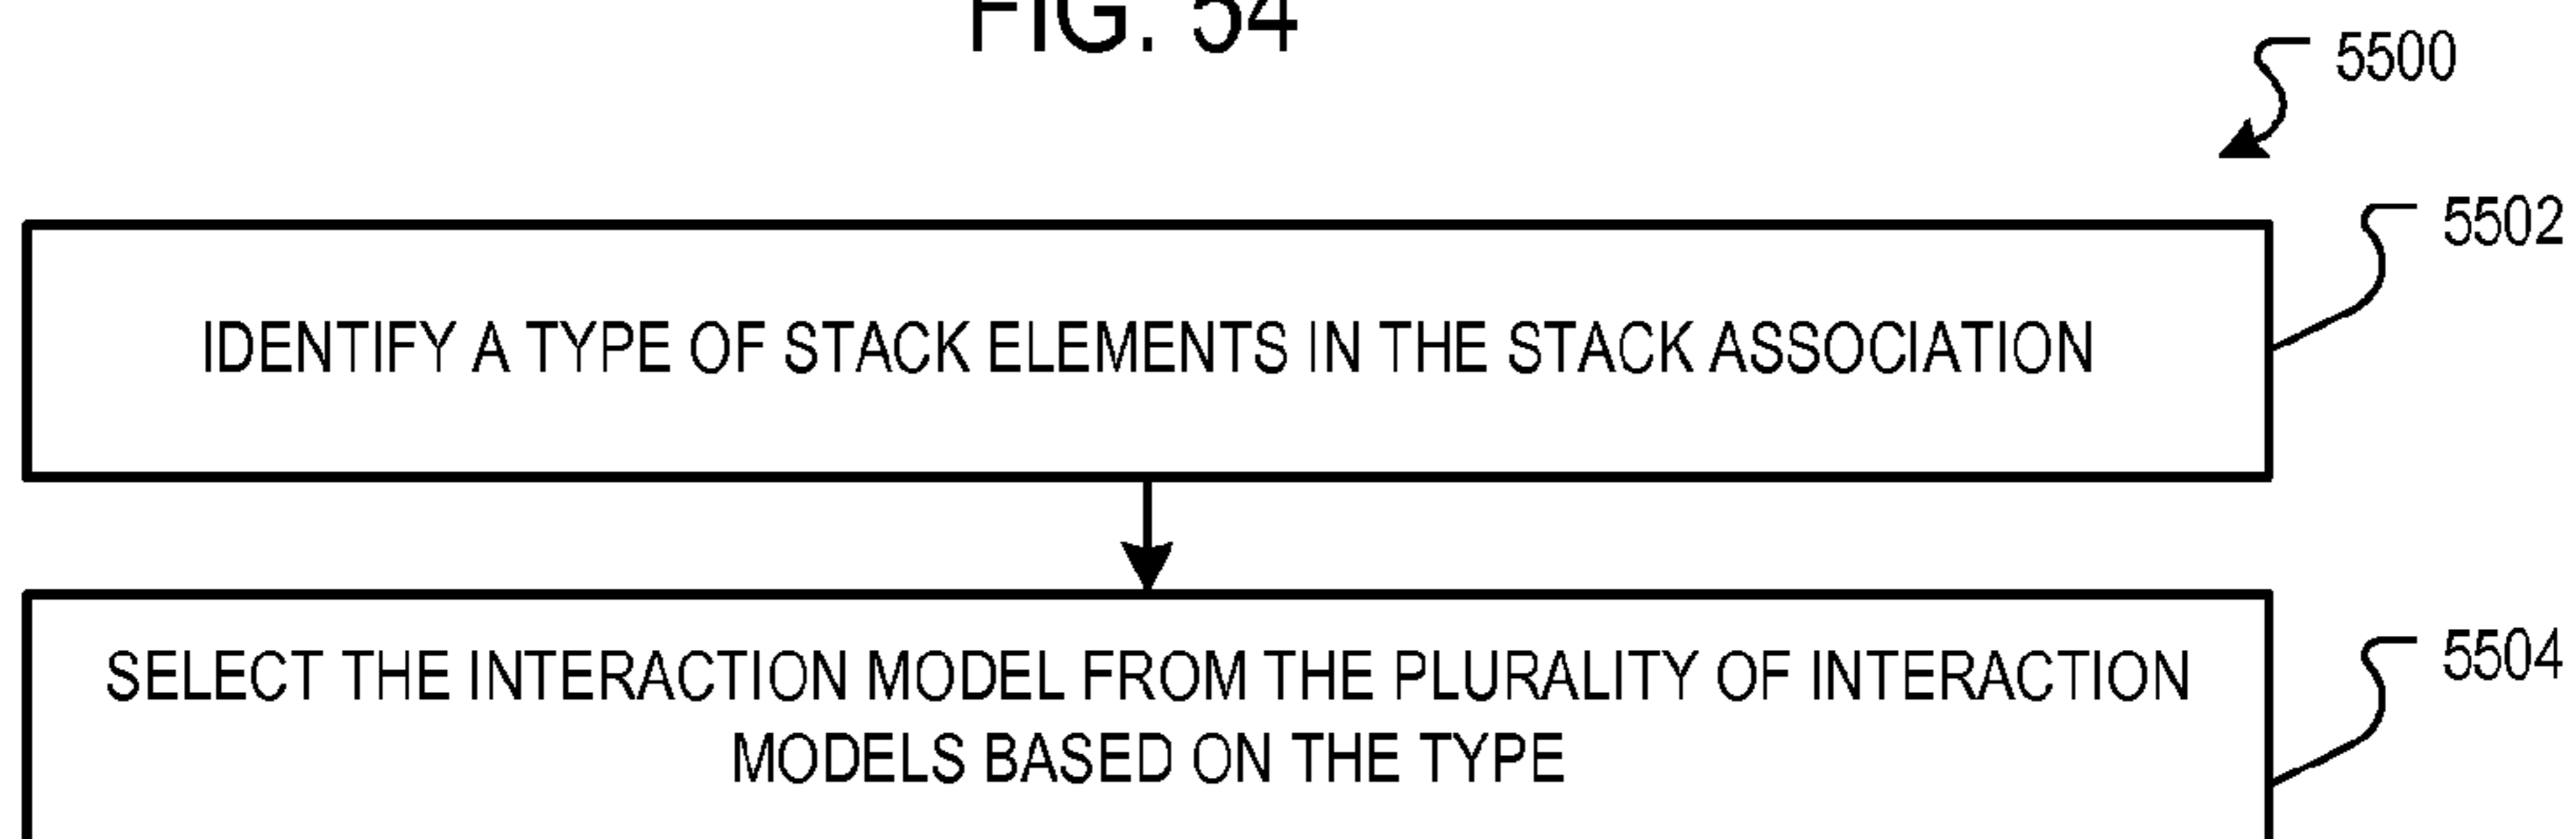 FIG. 54
5500
5502
IDENTIFY A TYPE OF STACK ELEMENTS IN THE STACK ASSOCIATION
SELECT THE INTERACTION MODEL FROM THE PLURALITY OF INTERACTION
MODELS BASED ON THE TYPE
5504